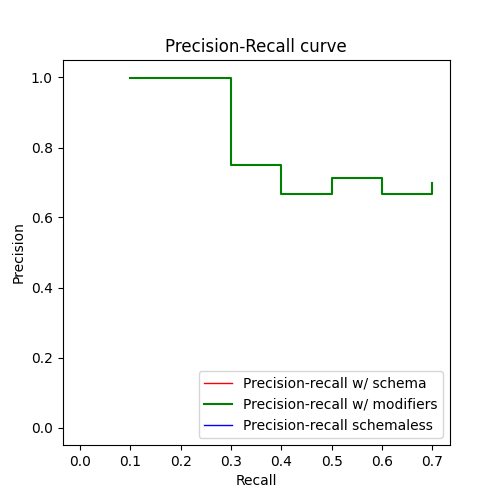 Precision-Recall curve
1.0
0.8
0.6
0.4
0.2
0.0
Precision
Precision-recall w/ schema
Precision-recall w/ modifiers
Precision-recall schemaless
0.0 0.1 0.2 0.3 0.4 0.5 0.6 0.7
Recall